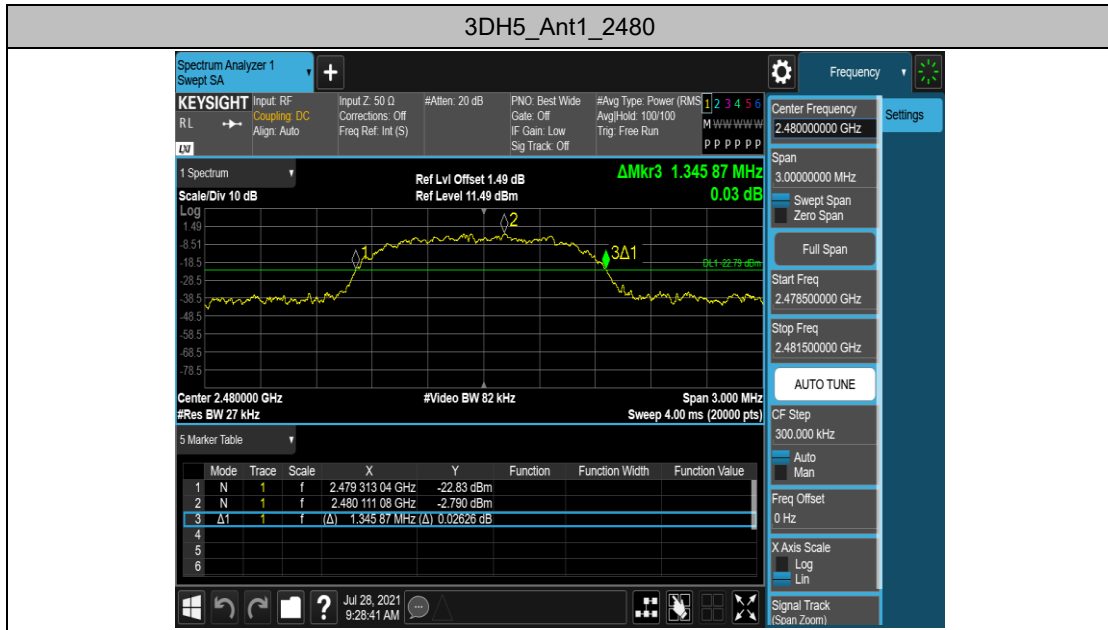 3DH5_Ant1_2480
Spectrum Analyzer 1
Swept SA
+
Frequency
KEYSIGHT
RL
LXI
Input: RF
Coupling: DC
Align: Auto
Input Z: 50 Ω
Corrections: Off
Freq Ref: Int (S)
#Atten: 20 dB
PNO: Best Wide
Gate: Off
IF Gain: Low
Sig Track: Off
#Avg Type: Power (RMS
Avg|Hold: 100/100
Trig: Free Run
1 2 3 4 5 6
M W W W W W
P P P P P P
1 Spectrum
Scale/Div 10 dB
Ref Lvl Offset 1.49 dB
Ref Level 11.49 dBm
ΔMkr3 1.345 87 MHz
0.03 dB
Log
1.49
-8.51
-18.5
-28.5
-38.5
-48.5
-58.5
-68.5
-78.5
1
2
3Δ1
DL1 -22.79 dBm
Center 2.480000 GHz
#Res BW 27 kHz
#Video BW 82 kHz
Span 3.000 MHz
Sweep 4.00 ms (20000 pts)
5 Marker Table
Mode Trace Scale X Y Function Function Width Function Value
1 N 1 f 2.479 313 04 GHz -22.83 dBm
2 N 1 f 2.480 111 08 GHz -2.790 dBm
3 Δ1 1 f (Δ) 1.345 87 MHz (Δ) 0.02626 dB
4
5
6
?
Jul 28, 2021
9:28:41 AM
Center Frequency
2.480000000 GHz
Settings
Span
3.00000000 MHz
Swept Span
Zero Span
Full Span
Start Freq
2.478500000 GHz
Stop Freq
2.481500000 GHz
AUTO TUNE
CF Step
300.000 kHz
Auto
Man
Freq Offset
0 Hz
X Axis Scale
Log
Lin
Signal Track
(Span Zoom)